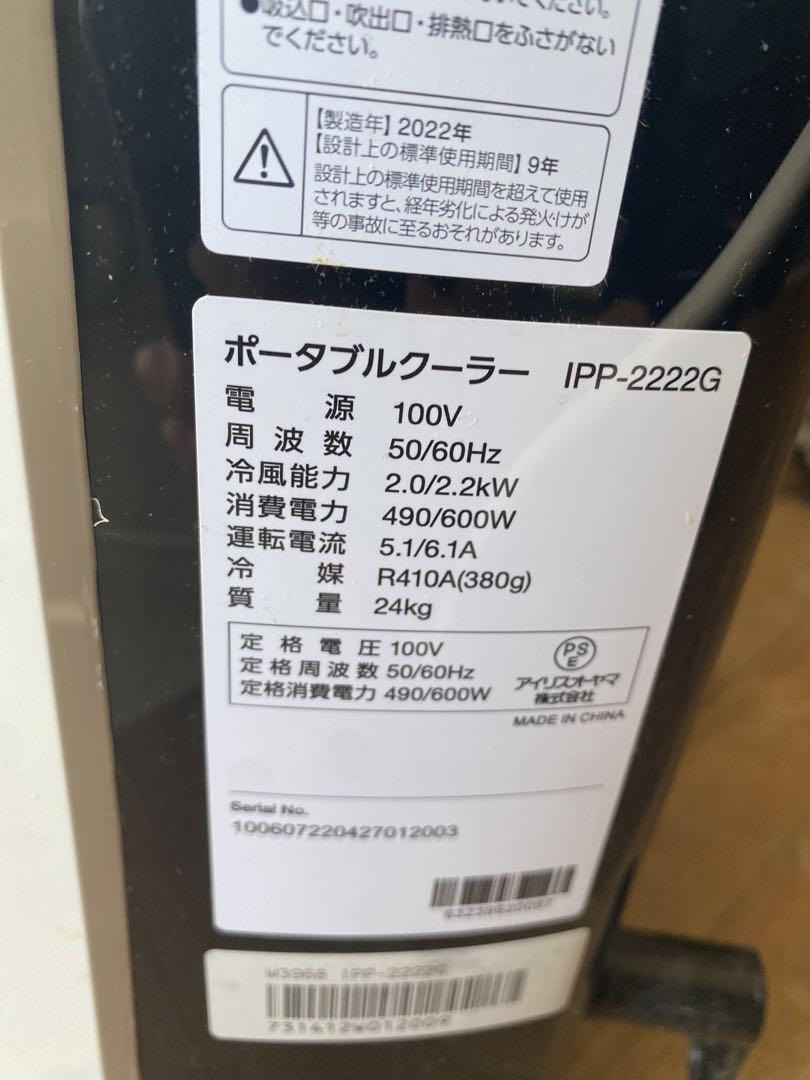 ください。
●吸込口・吹出口・排熱口をふさがない
でください。
【製造年】2022年
【設計上の標準使用期間】9年
設計上の標準使用期間を超えて使用
されますと、経年劣化による発火・けが
等の事故に至るおそれがあります。
ポータブルクーラー IPP-2222G
電源 100V
周波数 50/60Hz
冷風能力 2.0/2.2kW
消費電力 490/600W
運転電流 5.1/6.1A
冷媒 R410A(380g)
質量 24kg
定格電圧 100V
定格周波数 50/60Hz
定格消費電力 490/600W
PSE
アイリスオーヤマ
株式会社
MADE IN CHINA
Serial No.
100607220427012003
W3968 IPP-2222G